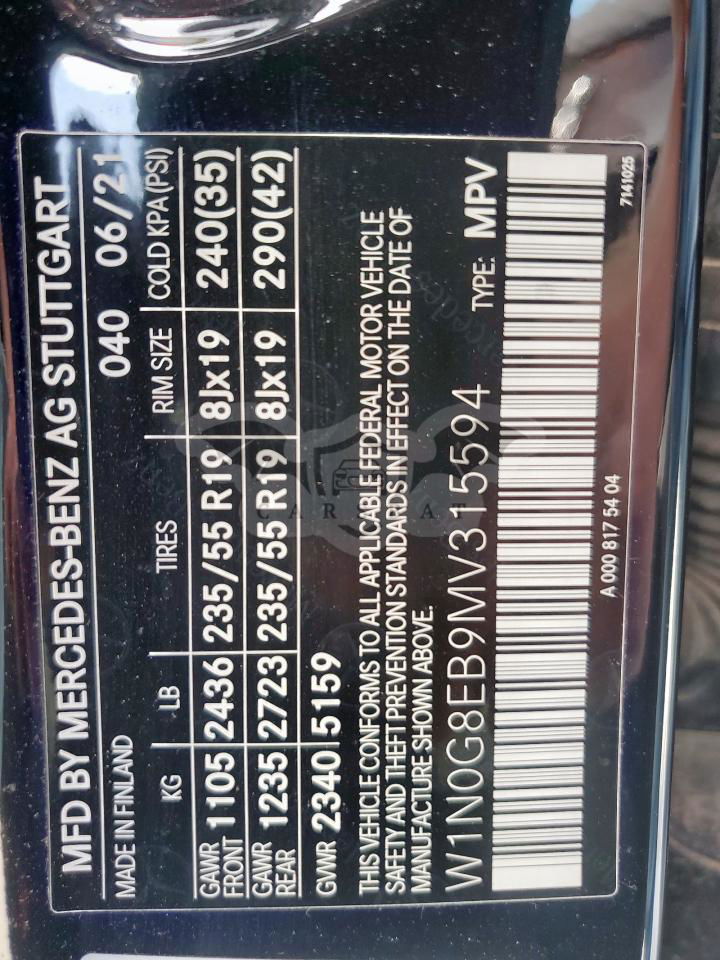 MFD BY MERCEDES-BENZ AG STUTTGART
MADE IN FINLAND 040 06/21
KG LB TIRES RIM SIZE COLD KPA(PSI)
GAWR FRONT 1105 2436 235/55 R19 8Jx19 240(35)
GAWR REAR 1235 2723 235/55 R19 8Jx19 290(42)
GVWR 2340 5159
THIS VEHICLE CONFORMS TO ALL APPLICABLE FEDERAL MOTOR VEHICLE
SAFETY AND THEFT PREVENTION STANDARDS IN EFFECT ON THE DATE OF
MANUFACTURE SHOWN ABOVE.
W1N0G8EB9MV315594 TYPE: MPV
A 000 817 54 04 7141025